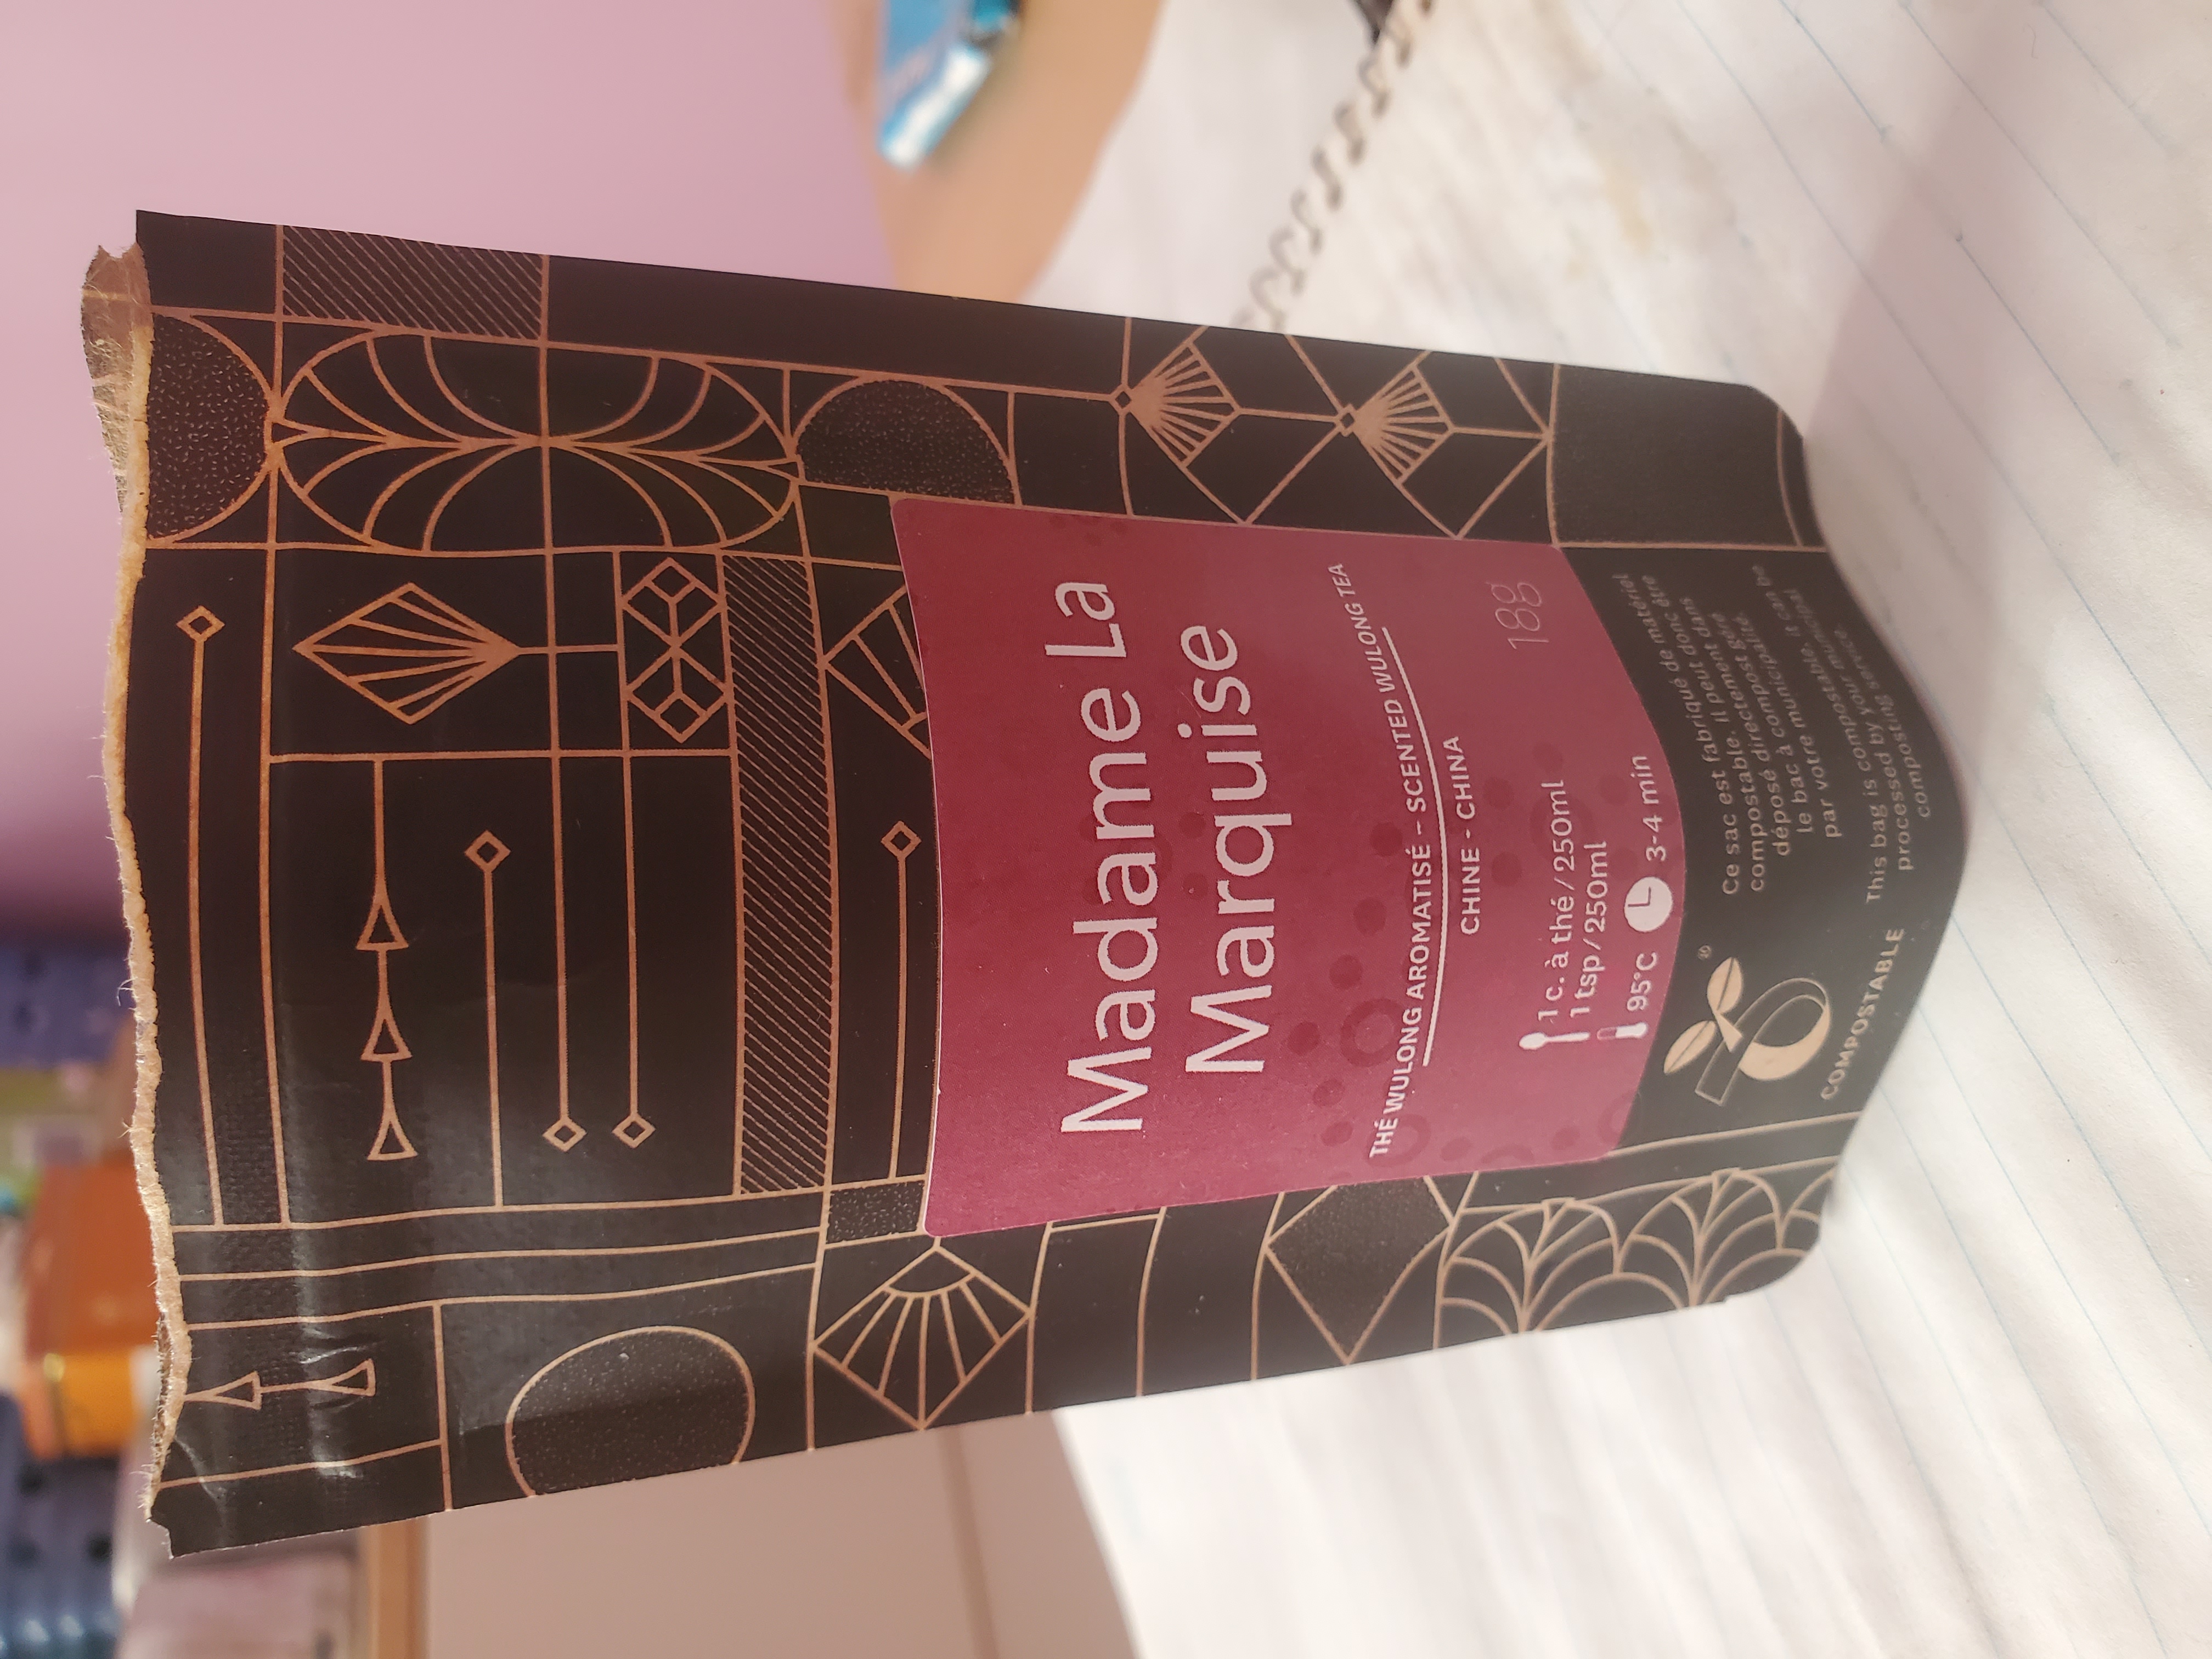 Madame La
Marquise
THÉ WULONG AROMATISÉ – SCENTED WULONG TEA
CHINE - CHINA
18g
1 c. à thé / 250ml
1 tsp / 250ml
95°C 3-4 min
®
COMPOSTABLE
Ce sac est fabriqué de matériel
compostable. Il peut donc être
déposé directement dans
le bac à compost géré
par votre municipalité.
This bag is compostable, it can be
processed by your municipal
composting service.